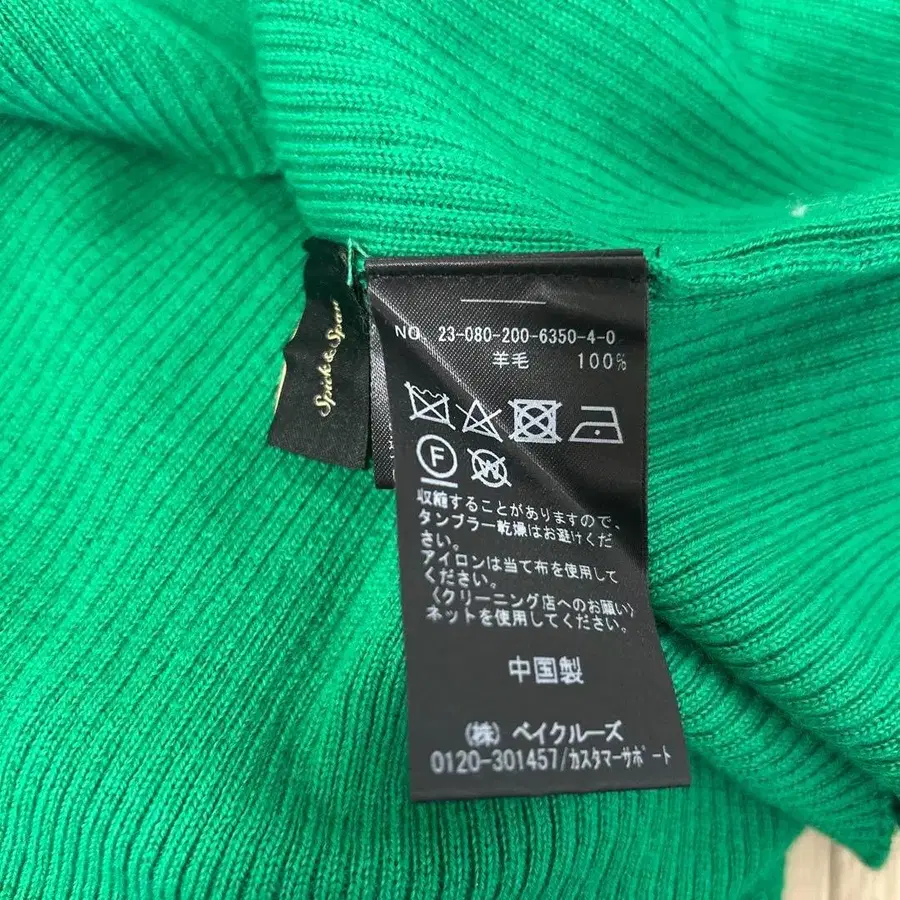 Spick & Span
NO 23-080-200-6350-4-0
羊毛 100%
F
W
収縮することがありますので、
タンブラー乾燥はお避けくだ
さい。
アイロンは当て布を使用して
ください。
〈クリーニング店へのお願い〉
ネットを使用してください。
中国製
(株) ベイクルーズ
0120-301457/カスタマーサポート